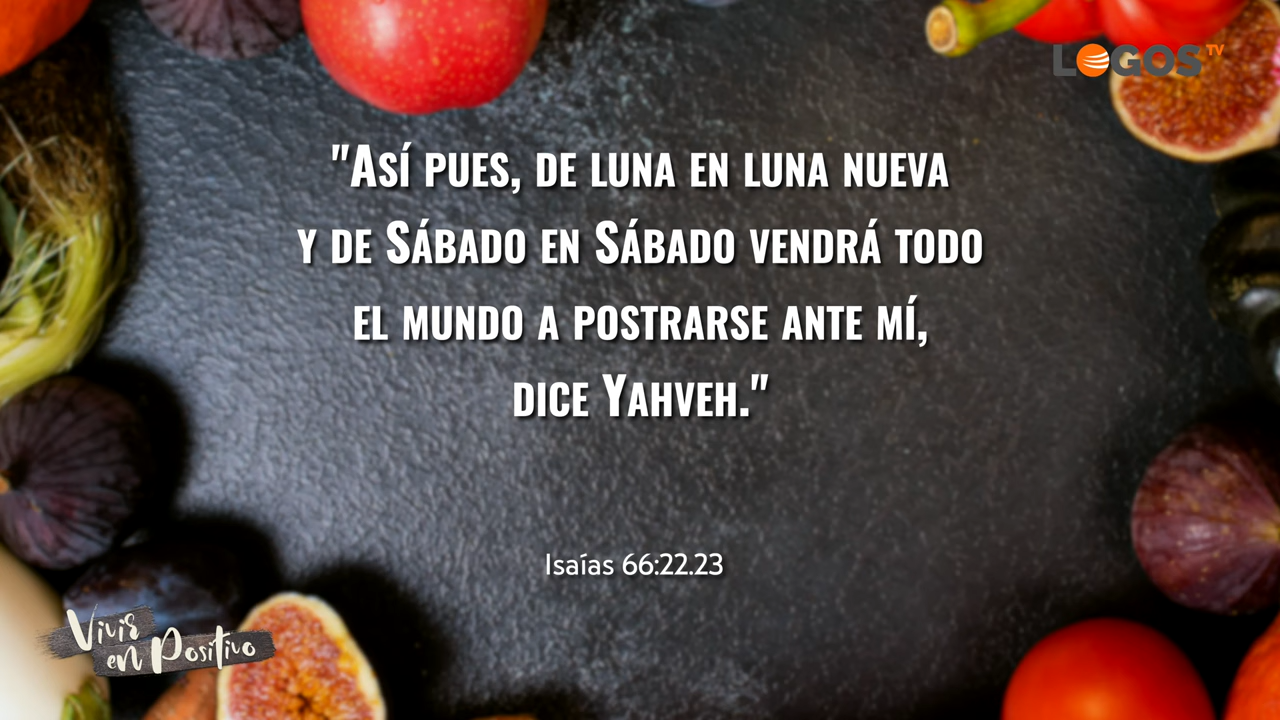 LOGOS TV
"Así pues, de luna en luna nueva
y de Sábado en Sábado vendrá todo
el mundo a postrarse ante mí,
dice Yahveh."
Isaías 66:22.23
Vivir
en Positivo